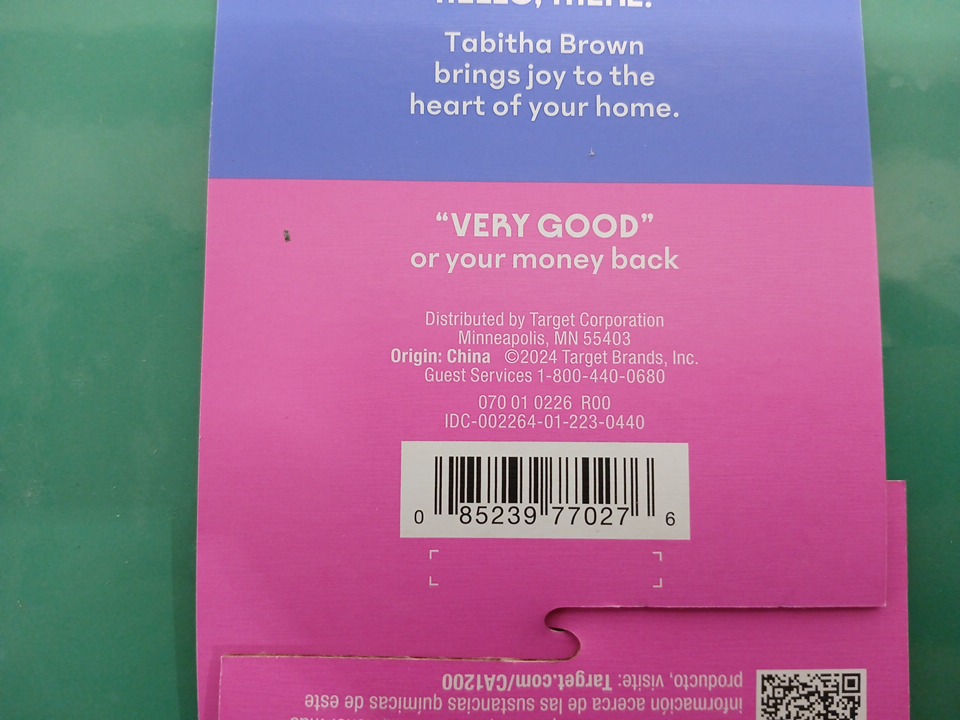 Tabitha Brown
brings joy to the
heart of your home.
“VERY GOOD”
or your money back
Distributed by Target Corporation
Minneapolis, MN 55403
Origin: China ©2024 Target Brands, Inc.
Guest Services 1-800-440-0680
070 01 0226 R00
IDC-002264-01-223-0440
0 85239 77027 6
información acerca de las sustancias químicas de este
producto, visite: Target.com/CA1200